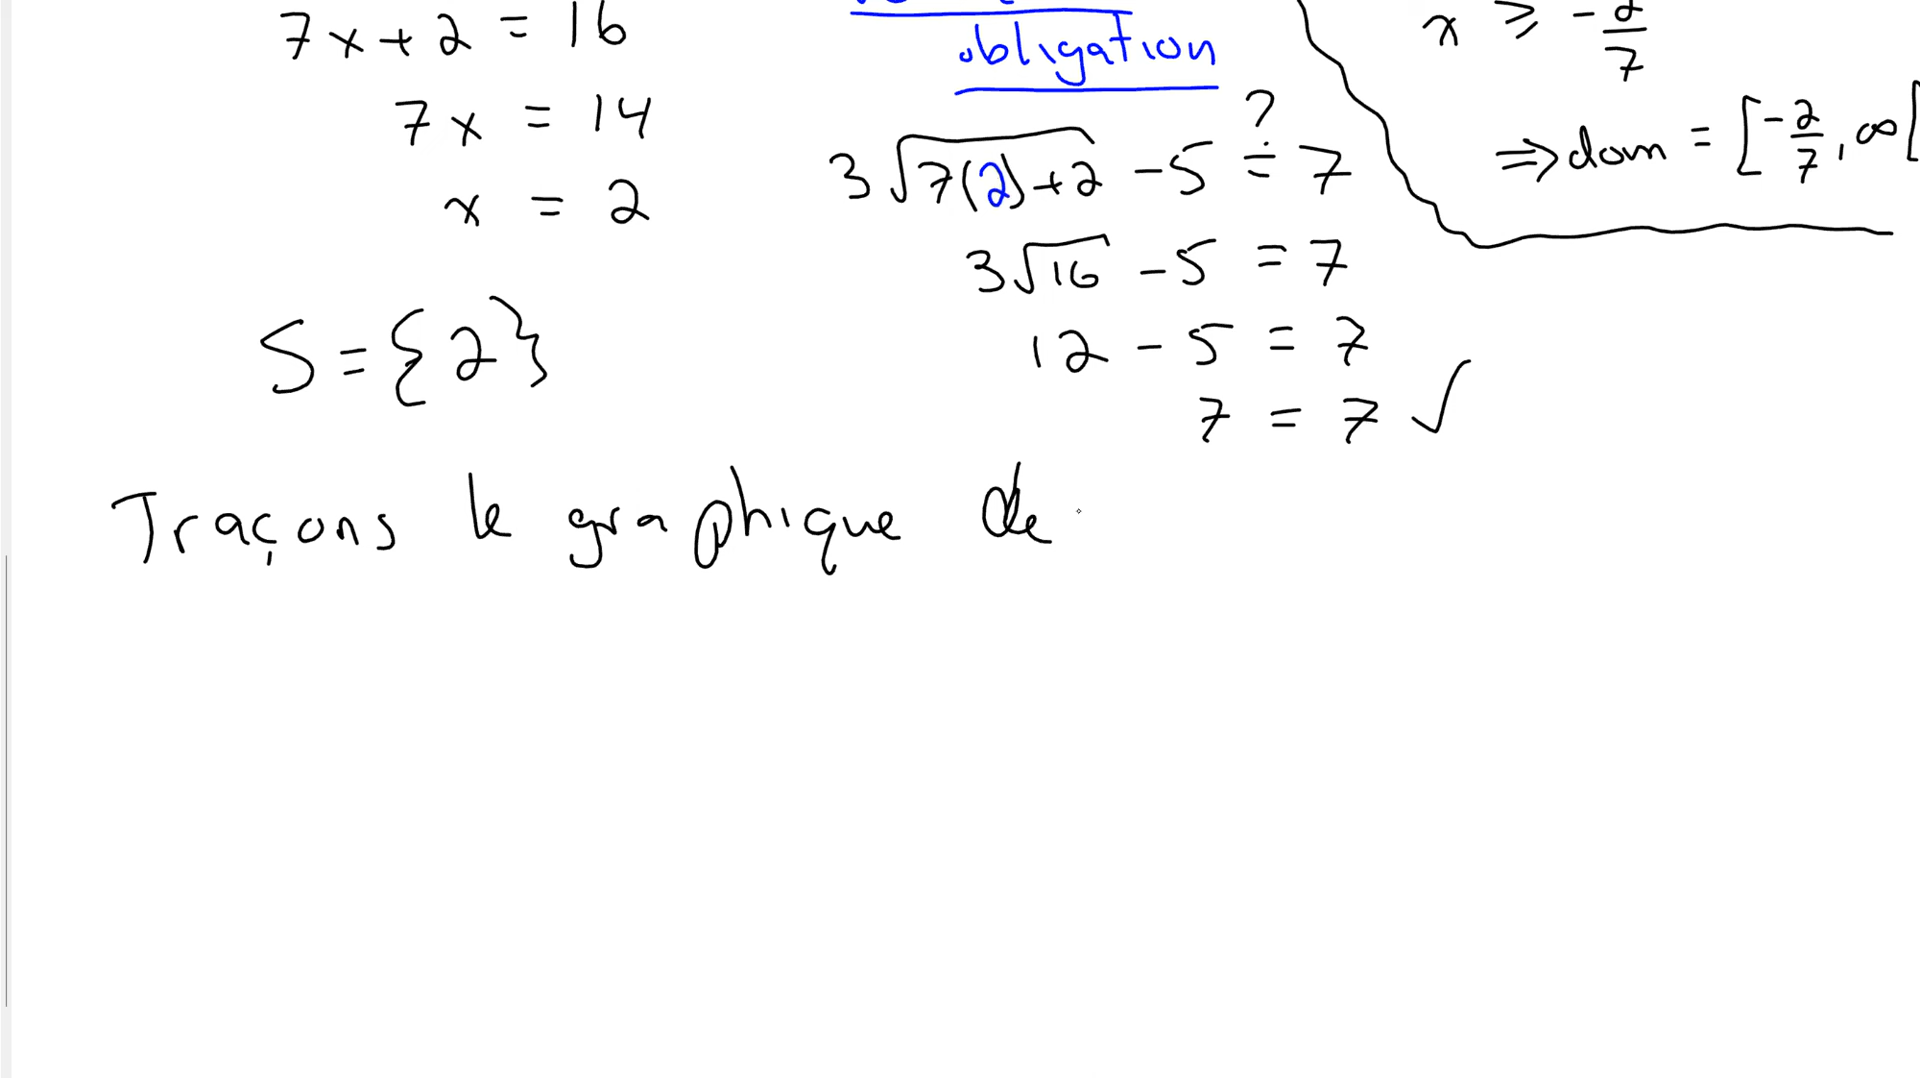 7x + 2 = 16
7x = 14
x = 2
S = {2}
obligation
3√(7(2)+2) - 5 ≟ 7
3√16 - 5 = 7
12 - 5 = 7
7 = 7 ✓
x ≥ -2/7
⇒ dom = [-2/7, ∞[
Traçons le graphique de